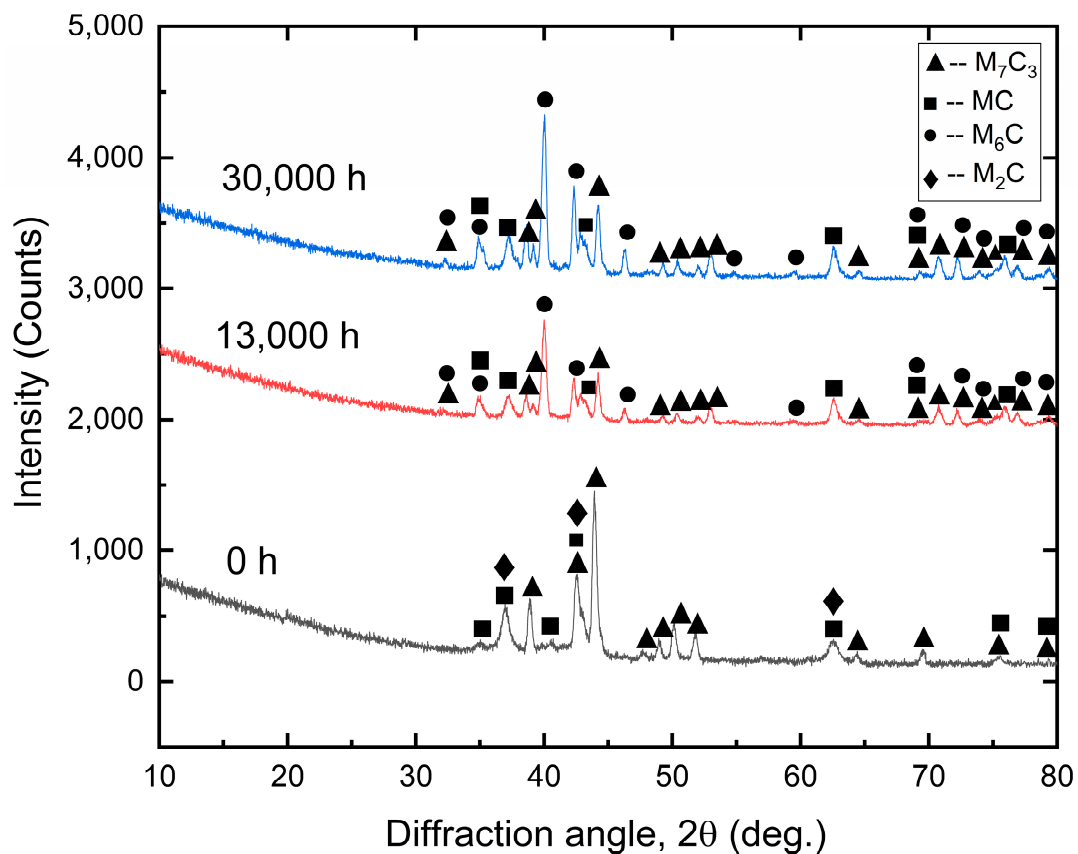 5,000
4,000
3,000
2,000
1,000
0
Intensity (Counts)
-- M₇C₃
-- MC
-- M₆C
-- M₂C
30,000 h
13,000 h
0 h
10 20 30 40 50 60 70 80
Diffraction angle, 2θ (deg.)